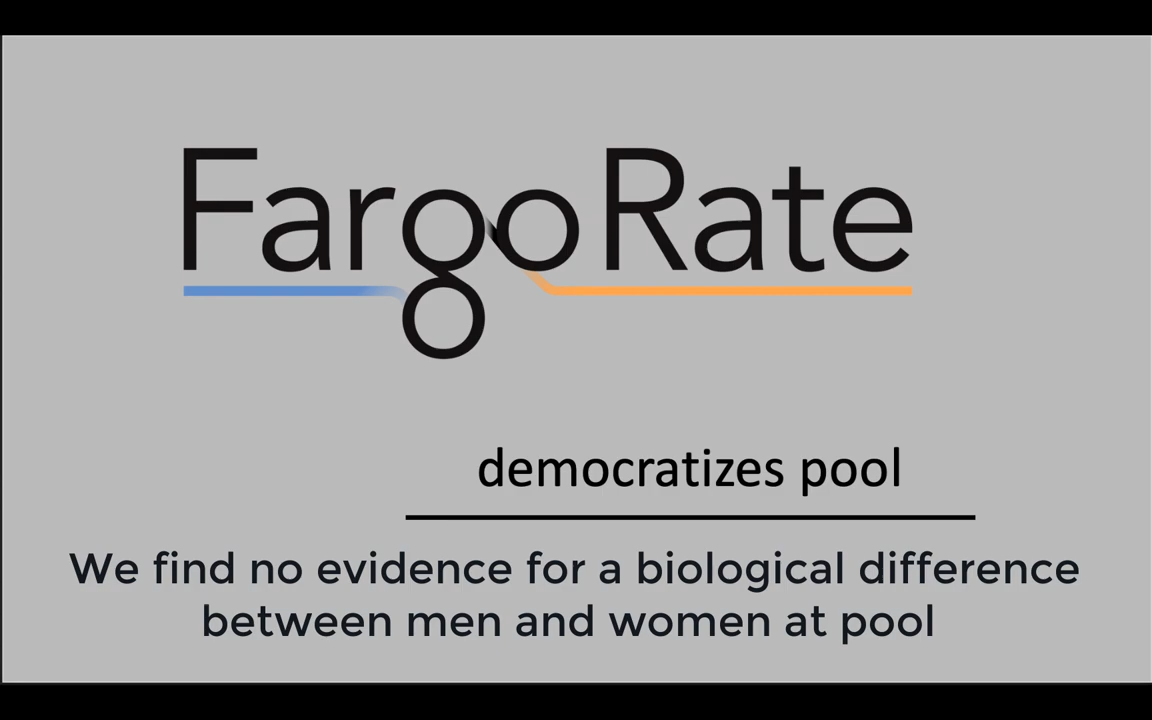 FargoRate
democratizes pool
We find no evidence for a biological difference
between men and women at pool